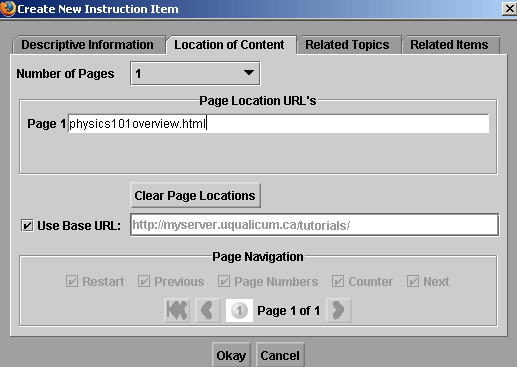 Create New Instruction Item
Descriptive Information Location of Content Related Topics Related Items
Number of Pages 1
Page Location URL's
Page 1 physics101overview.html
Clear Page Locations
Use Base URL: http://myserver.uqualicum.ca/tutorials/
Page Navigation
Restart Previous Page Numbers Counter Next
1 Page 1 of 1
Okay Cancel